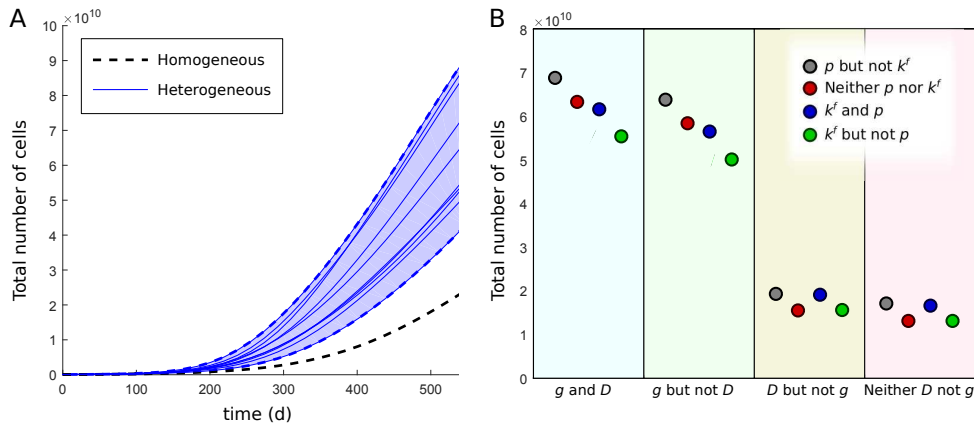 A
×10^10
Total number of cells
10
9
8
7
6
5
4
3
2
1
0
Homogeneous
Heterogeneous
0
100
200
300
400
500
time (d)
B
×10^10
Total number of cells
8
7
6
5
4
3
2
1
0
p but not k^f
Neither p nor k^f
k^f and p
k^f but not p
g and D
g but not D
D but not g
Neither D not g